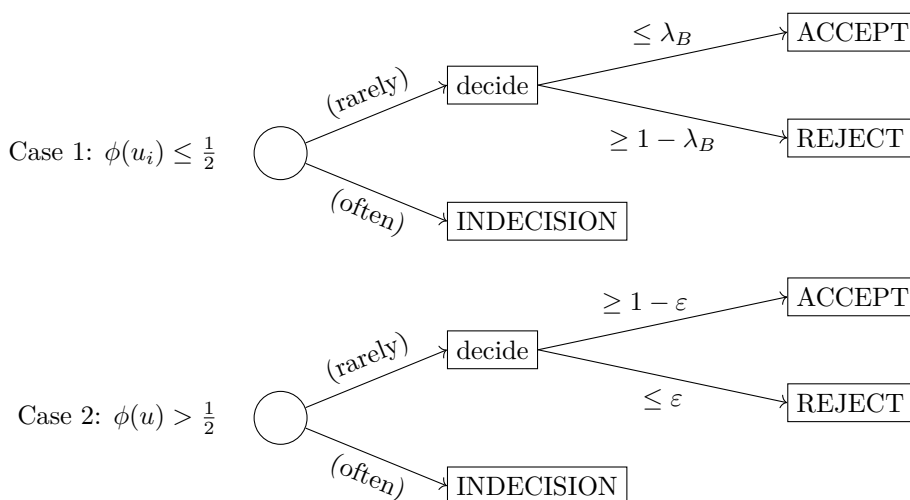 ≤ λ_B
ACCEPT
(rarely)
decide
Case 1: ϕ(u_i) ≤ 1/2
≥ 1 − λ_B
REJECT
(often)
INDECISION
≥ 1 − ε
ACCEPT
(rarely)
decide
Case 2: ϕ(u) > 1/2
≤ ε
REJECT
(often)
INDECISION